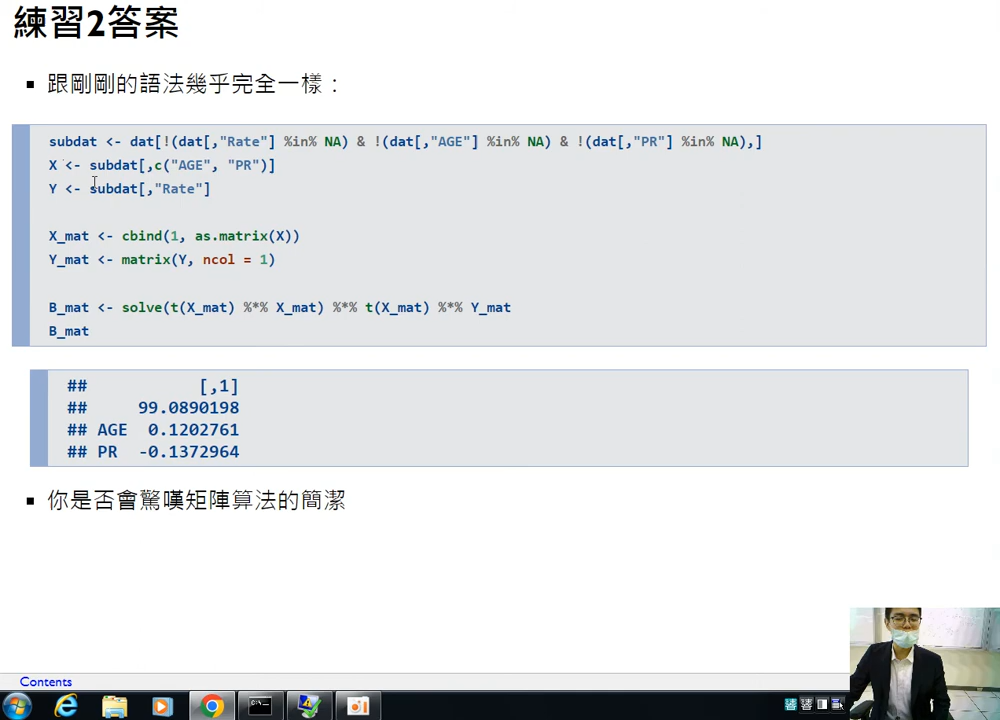 練習2答案
▪ 跟剛剛的語法幾乎完全一樣：
subdat <- dat[!(dat[,"Rate"] %in% NA) & !(dat[,"AGE"] %in% NA) & !(dat[,"PR"] %in% NA),]
X <- subdat[,c("AGE", "PR")]
Y <- subdat[,"Rate"]
X_mat <- cbind(1, as.matrix(X))
Y_mat <- matrix(Y, ncol = 1)
B_mat <- solve(t(X_mat) %*% X_mat) %*% t(X_mat) %*% Y_mat
B_mat
## [,1]
## 99.0890198
## AGE 0.1202761
## PR -0.1372964
▪ 你是否會驚嘆矩陣算法的簡潔
Contents